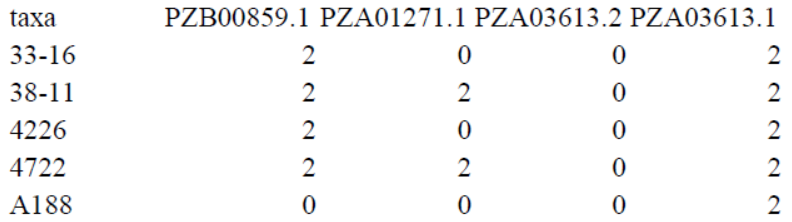 taxa PZB00859.1 PZA01271.1 PZA03613.2 PZA03613.1
33-16 2 0 0 2
38-11 2 2 0 2
4226 2 0 0 2
4722 2 2 0 2
A188 0 0 0 2